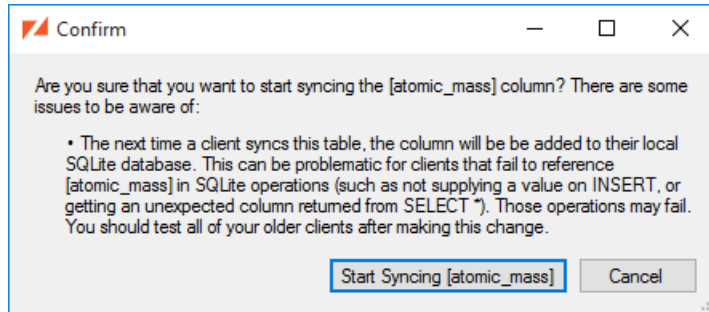 Confirm
Are you sure that you want to start syncing the [atomic_mass] column? There are some
issues to be aware of:
• The next time a client syncs this table, the column will be be added to their local
SQLite database. This can be problematic for clients that fail to reference
[atomic_mass] in SQLite operations (such as not supplying a value on INSERT, or
getting an unexpected column returned from SELECT *). Those operations may fail.
You should test all of your older clients after making this change.
Start Syncing [atomic_mass]
Cancel